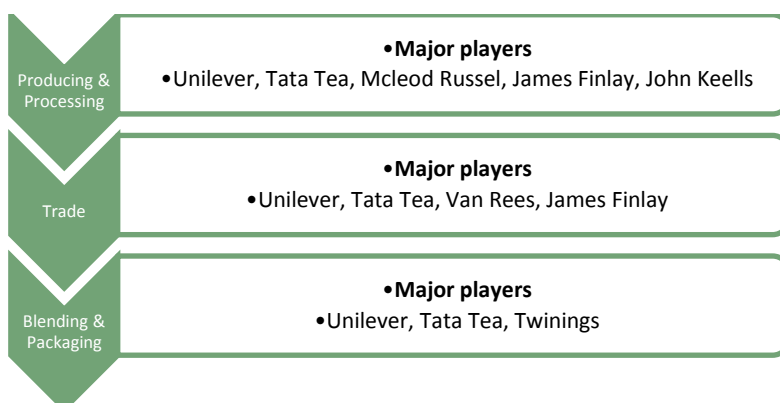 Producing &
Processing
•Major players
•Unilever, Tata Tea, Mcleod Russel, James Finlay, John Keells
Trade
•Major players
•Unilever, Tata Tea, Van Rees, James Finlay
Blending &
Packaging
•Major players
•Unilever, Tata Tea, Twinings